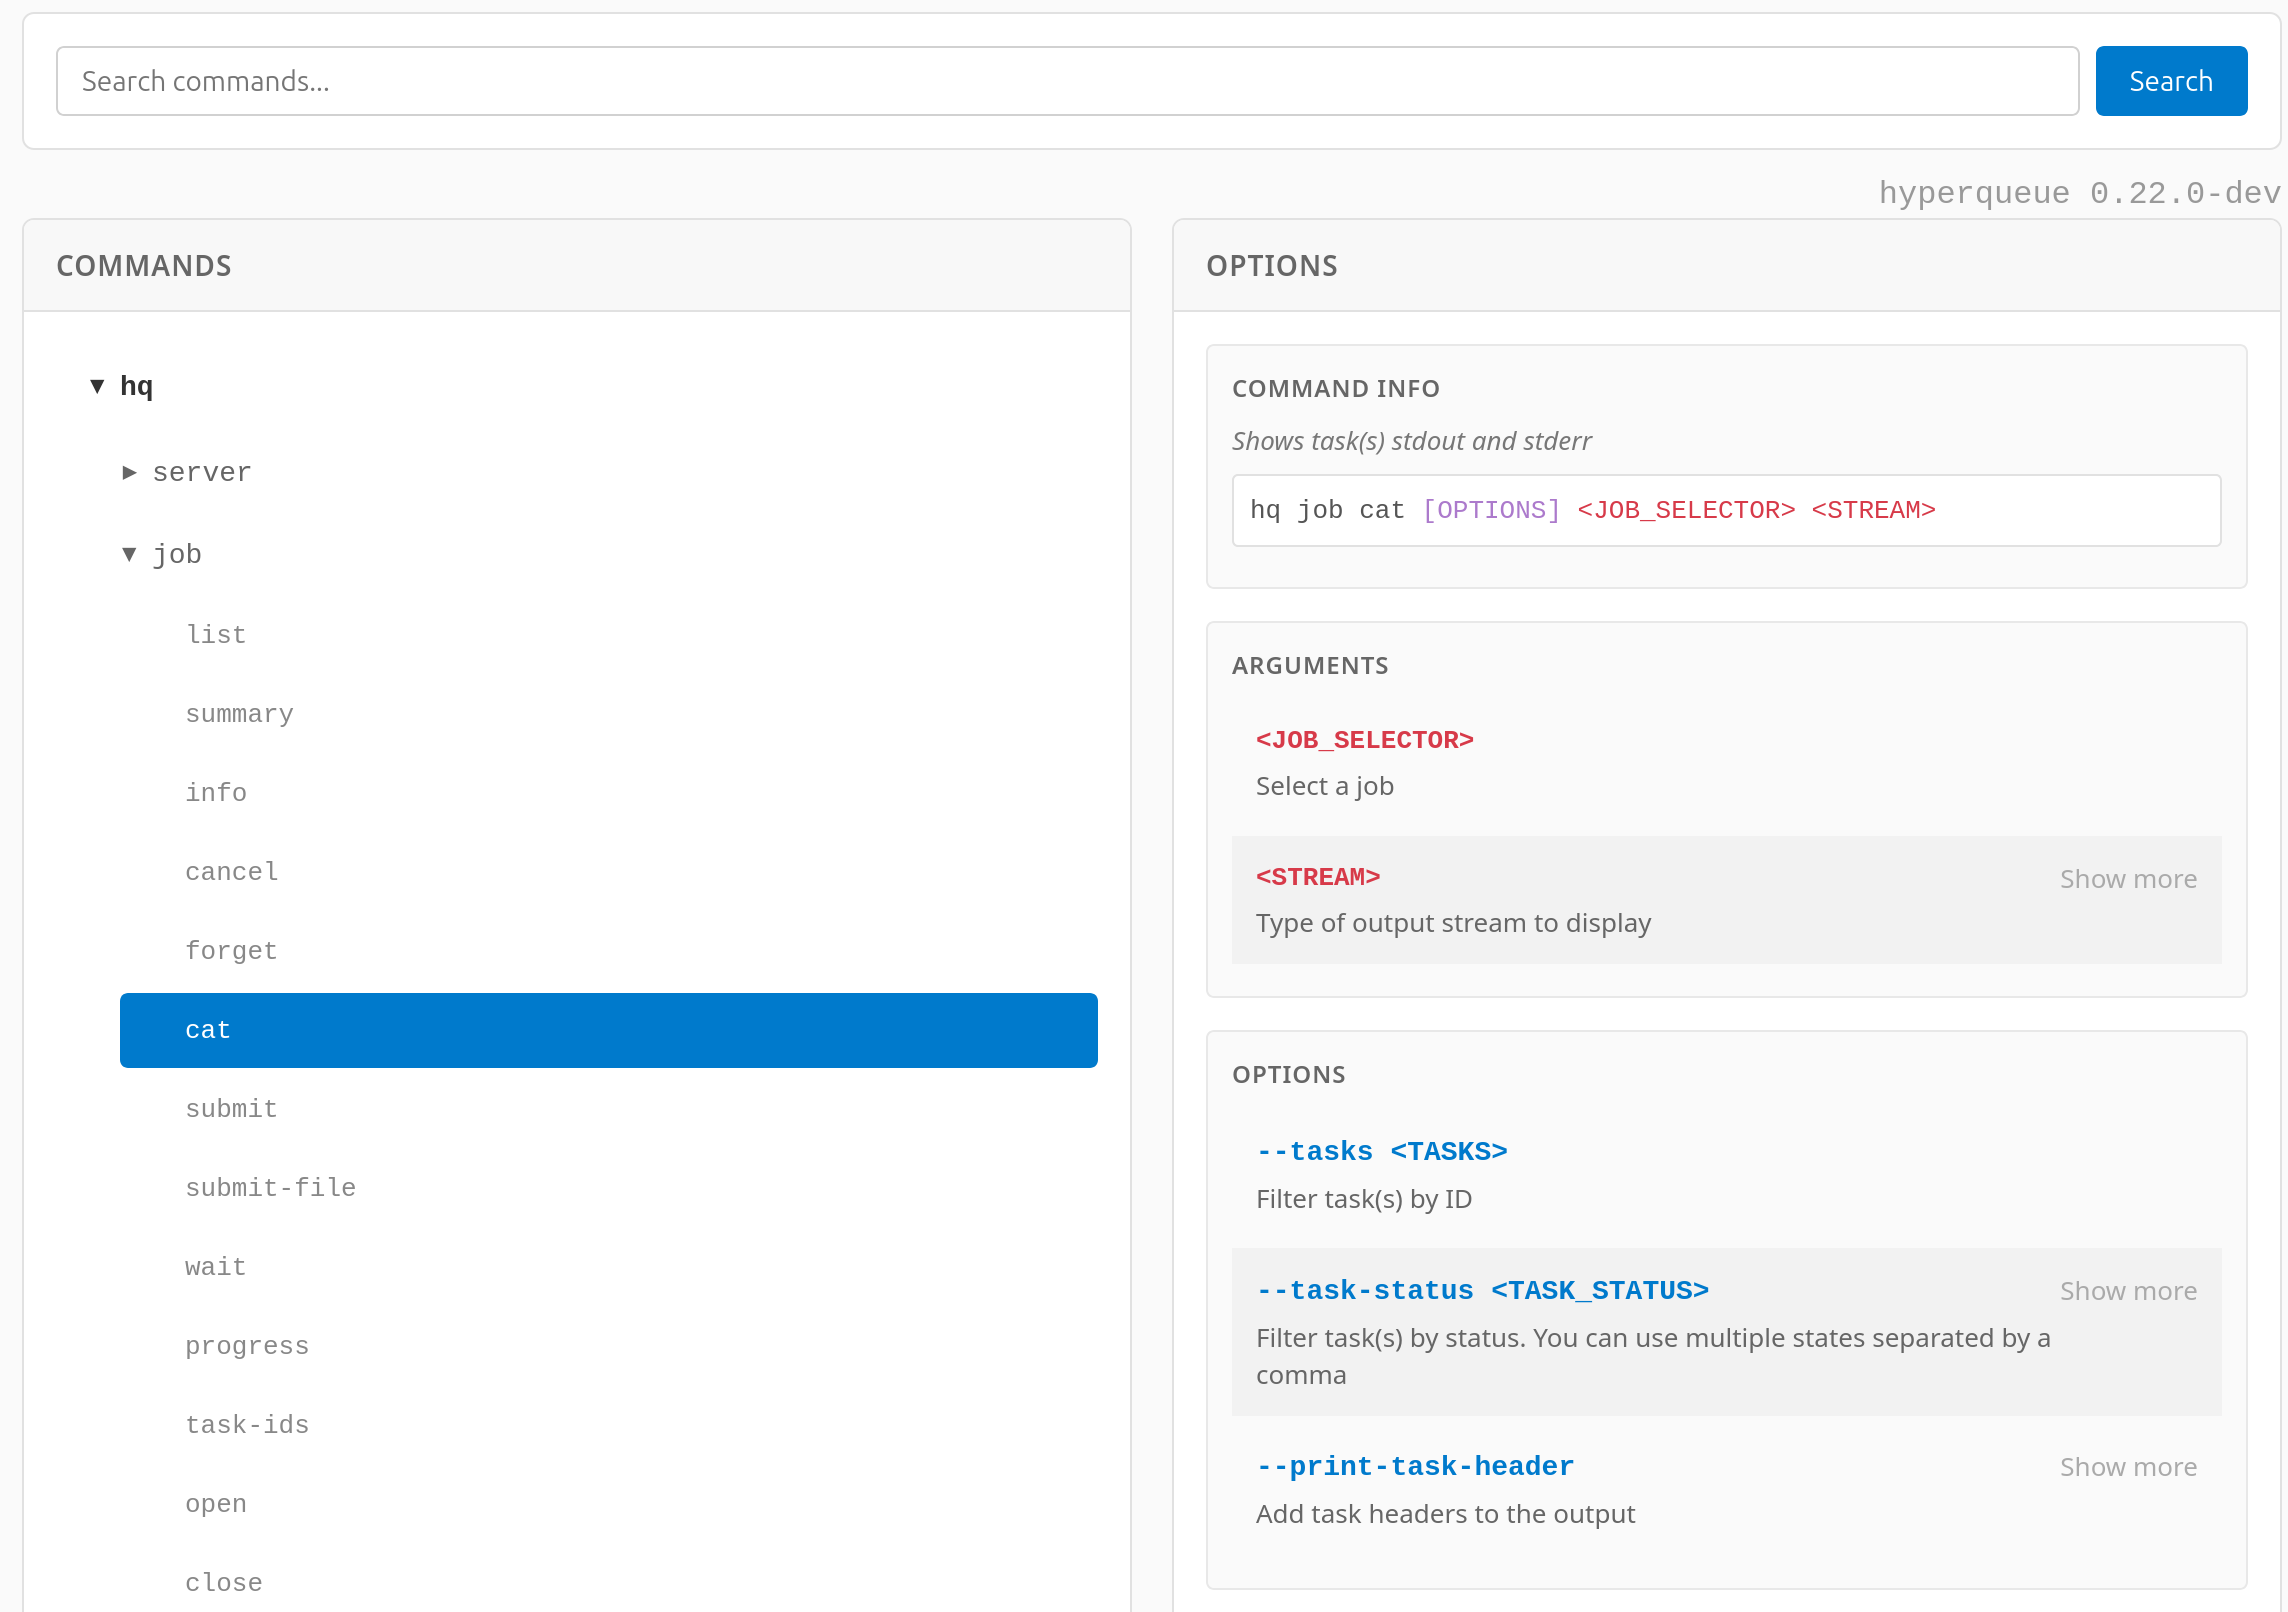 Search commands...
Search
hyperqueue 0.22.0-dev
COMMANDS
▼ hq
▶ server
▼ job
list
summary
info
cancel
forget
cat
submit
submit-file
wait
progress
task-ids
open
close
OPTIONS
COMMAND INFO
Shows task(s) stdout and stderr
hq job cat [OPTIONS] <JOB_SELECTOR> <STREAM>
ARGUMENTS
<JOB_SELECTOR>
Select a job
<STREAM>
Show more
Type of output stream to display
OPTIONS
--tasks <TASKS>
Filter task(s) by ID
--task-status <TASK_STATUS>
Show more
Filter task(s) by status. You can use multiple states separated by a
comma
--print-task-header
Show more
Add task headers to the output